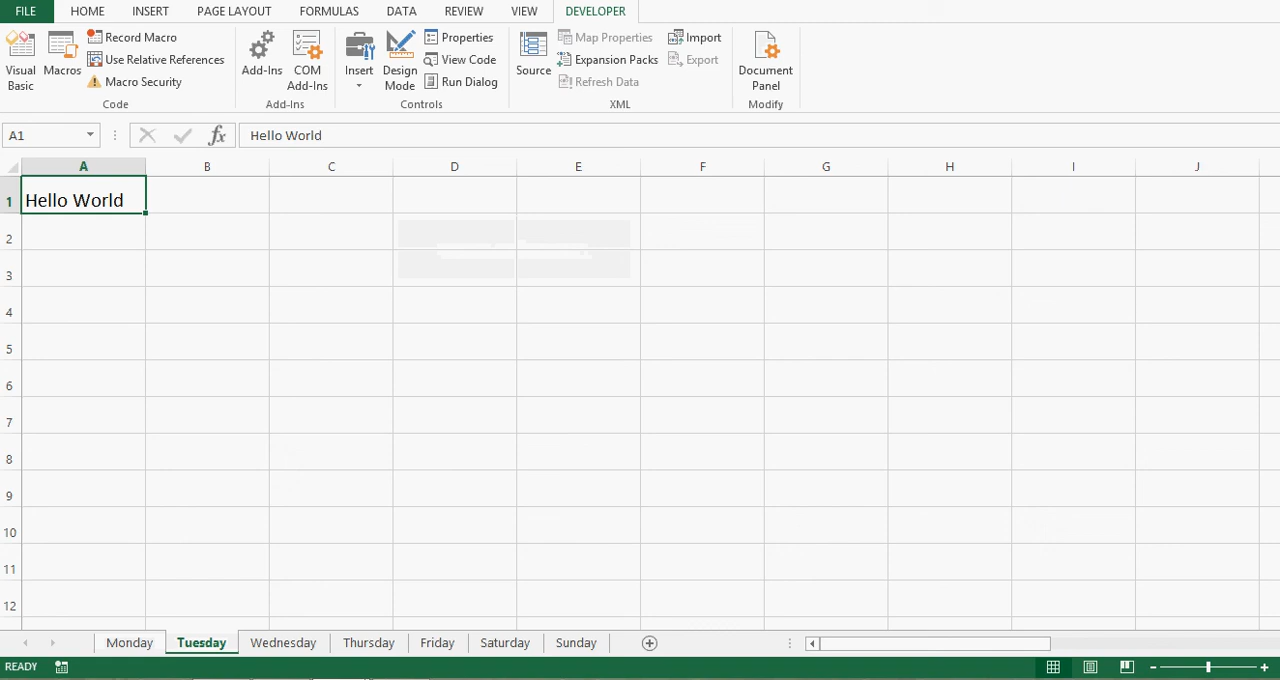 FILE HOME INSERT PAGE LAYOUT FORMULAS DATA REVIEW VIEW DEVELOPER
Visual Basic
Macros
Record Macro
Use Relative References
Macro Security
Code
Add-Ins
COM Add-Ins
Add-Ins
Insert
Design Mode
Properties
View Code
Run Dialog
Controls
Source
Map Properties
Expansion Packs
Refresh Data
Import
Export
XML
Document Panel
Modify
A1 fx Hello World
A B C D E F G H I J
1 Hello World
2
3
4
5
6
7
8
9
10
11
12
Monday Tuesday Wednesday Thursday Friday Saturday Sunday
READY